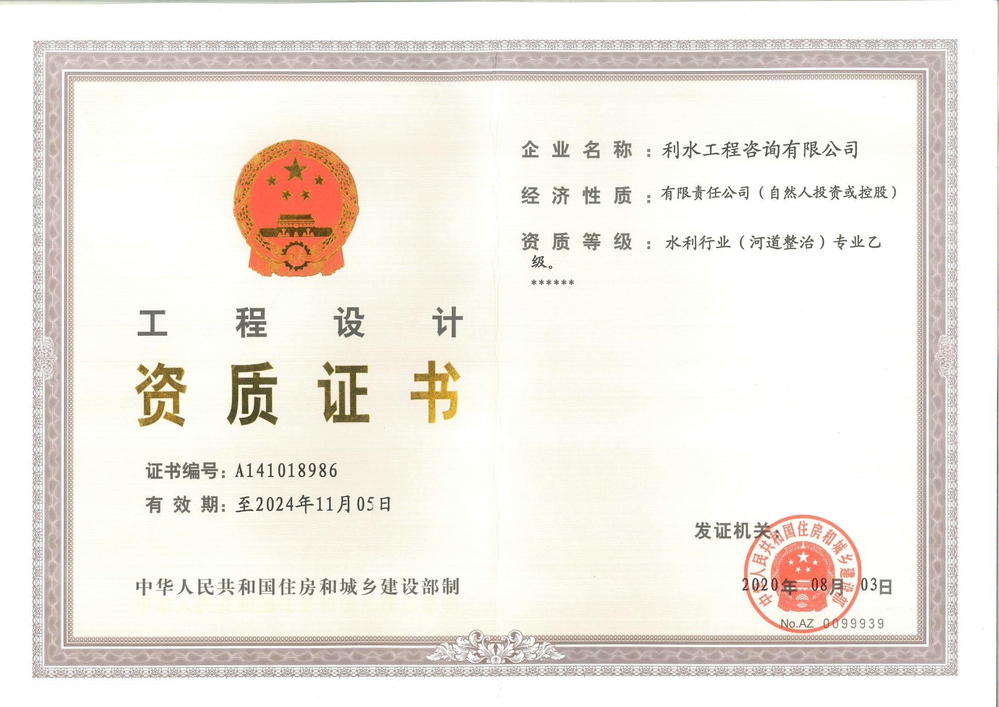 工程设计
资质证书
证书编号：A141018986
有效期：至2024年11月05日
中华人民共和国住房和城乡建设部制
企业名称：利水工程咨询有限公司
经济性质：有限责任公司（自然人投资或控股）
资质等级：水利行业（河道整治）专业乙
级。
******
发证机关：
中华人民共和国住房和城乡建设部
2020年08月03日
No.AZ 0099939